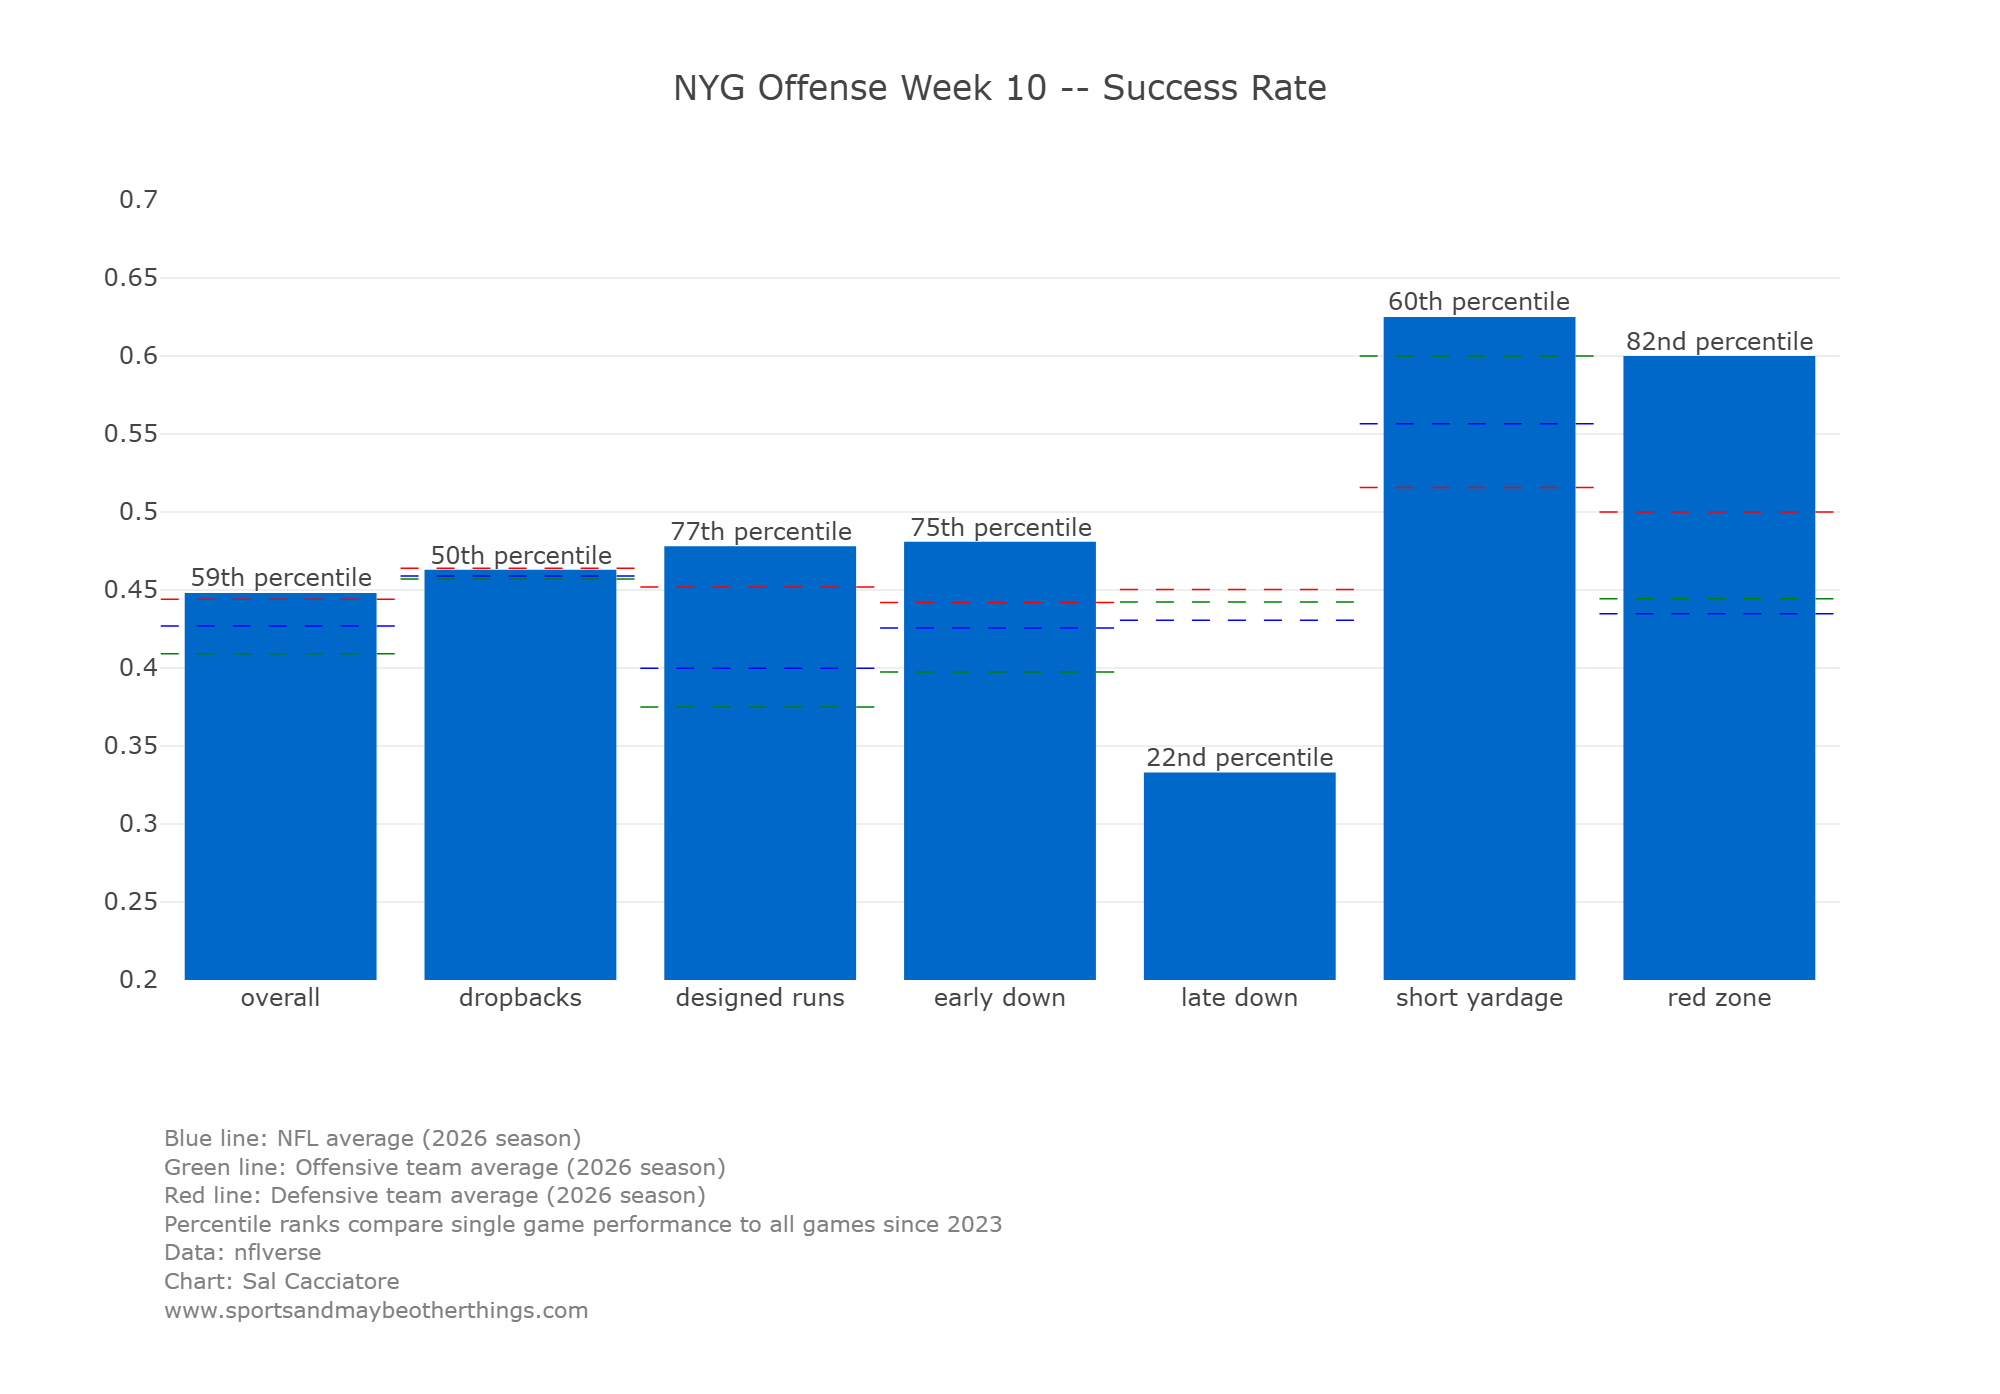 NYG Offense Week 10 -- Success Rate
0.7
0.65
0.6
0.55
0.5
0.45
0.4
0.35
0.3
0.25
0.2
59th percentile
50th percentile
77th percentile
75th percentile
22nd percentile
60th percentile
82nd percentile
overall
dropbacks
designed runs
early down
late down
short yardage
red zone
Blue line: NFL average (2026 season)
Green line: Offensive team average (2026 season)
Red line: Defensive team average (2026 season)
Percentile ranks compare single game performance to all games since 2023
Data: nflverse
Chart: Sal Cacciatore
www.sportsandmaybeotherthings.com